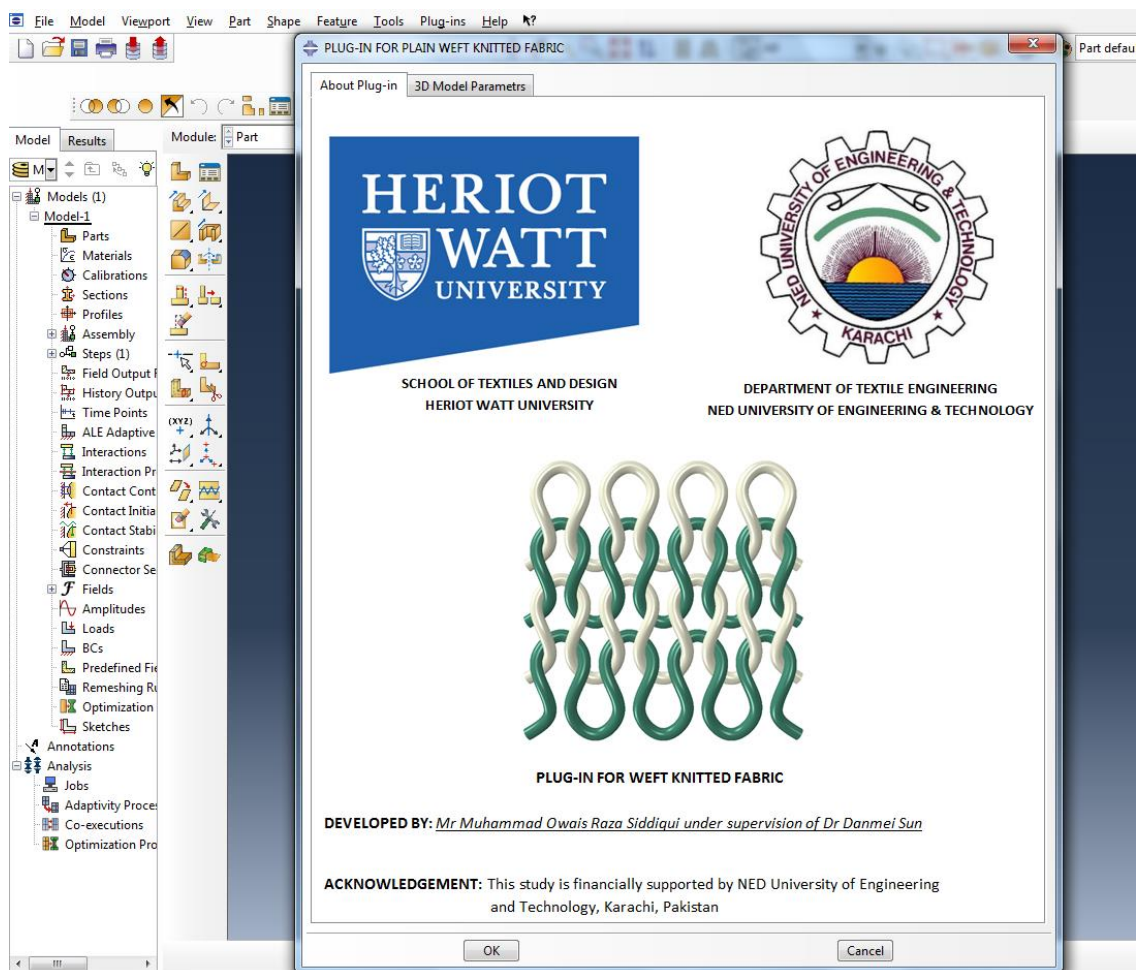 File Model Viewport View Part Shape Feature Tools Plug-ins Help
PLUG-IN FOR PLAIN WEFT KNITTED FABRIC
Part defau
About Plug-in 3D Model Parametrs
Model Results
Module: Part
M
Models (1)
Model-1
Parts
Materials
Calibrations
Sections
Profiles
Assembly
Steps (1)
Field Output F
History Outpu
Time Points
ALE Adaptive
Interactions
Interaction Pr
Contact Cont
Contact Initia
Contact Stabi
Constraints
Connector Se
Fields
Amplitudes
Loads
BCs
Predefined Fie
Remeshing Ru
Optimization
Sketches
Annotations
Analysis
Jobs
Adaptivity Proces
Co-executions
Optimization Pro
(XYZ)
HERIOT
WATT
UNIVERSITY
NED UNIVERSITY OF ENGINEERING & TECHNOLOGY
KARACHI
SCHOOL OF TEXTILES AND DESIGN
HERIOT WATT UNIVERSITY
DEPARTMENT OF TEXTILE ENGINEERING
NED UNIVERSITY OF ENGINEERING & TECHNOLOGY
PLUG-IN FOR WEFT KNITTED FABRIC
DEVELOPED BY: Mr Muhammad Owais Raza Siddiqui under supervision of Dr Danmei Sun
ACKNOWLEDGEMENT: This study is financially supported by NED University of Engineering
and Technology, Karachi, Pakistan
OK Cancel